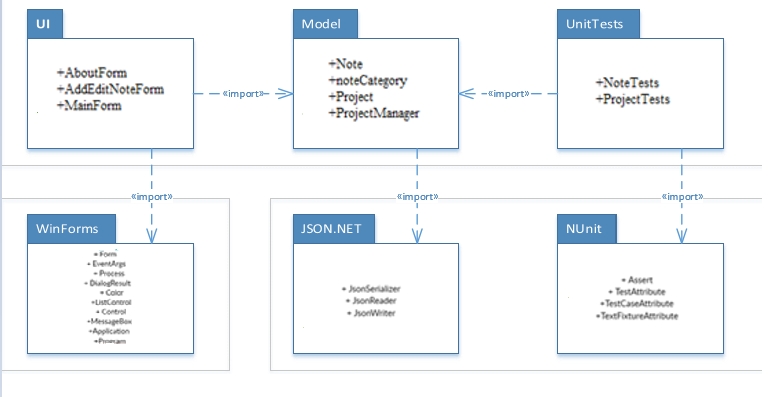 UI
Model
UnitTests
+AboutForm
+AddEditNoteForm
+MainForm
«import»
+Note
+noteCategory
+Project
+ProjectManager
«import»
+NoteTests
+ProjectTests
«import»
«import»
«import»
WinForms
JSON.NET
NUnit
+ Form
+ EventArgs
+ Process
+ DialogResult
+ Color
+ListControl
+ Control
+MessageBox
+Application
+Program
+ JsonSerializer
+ JsonReader
+ JsonWriter
+ Assert
+ TestAttribute
+TestCaseAttribute
+TextFixtureAttribute